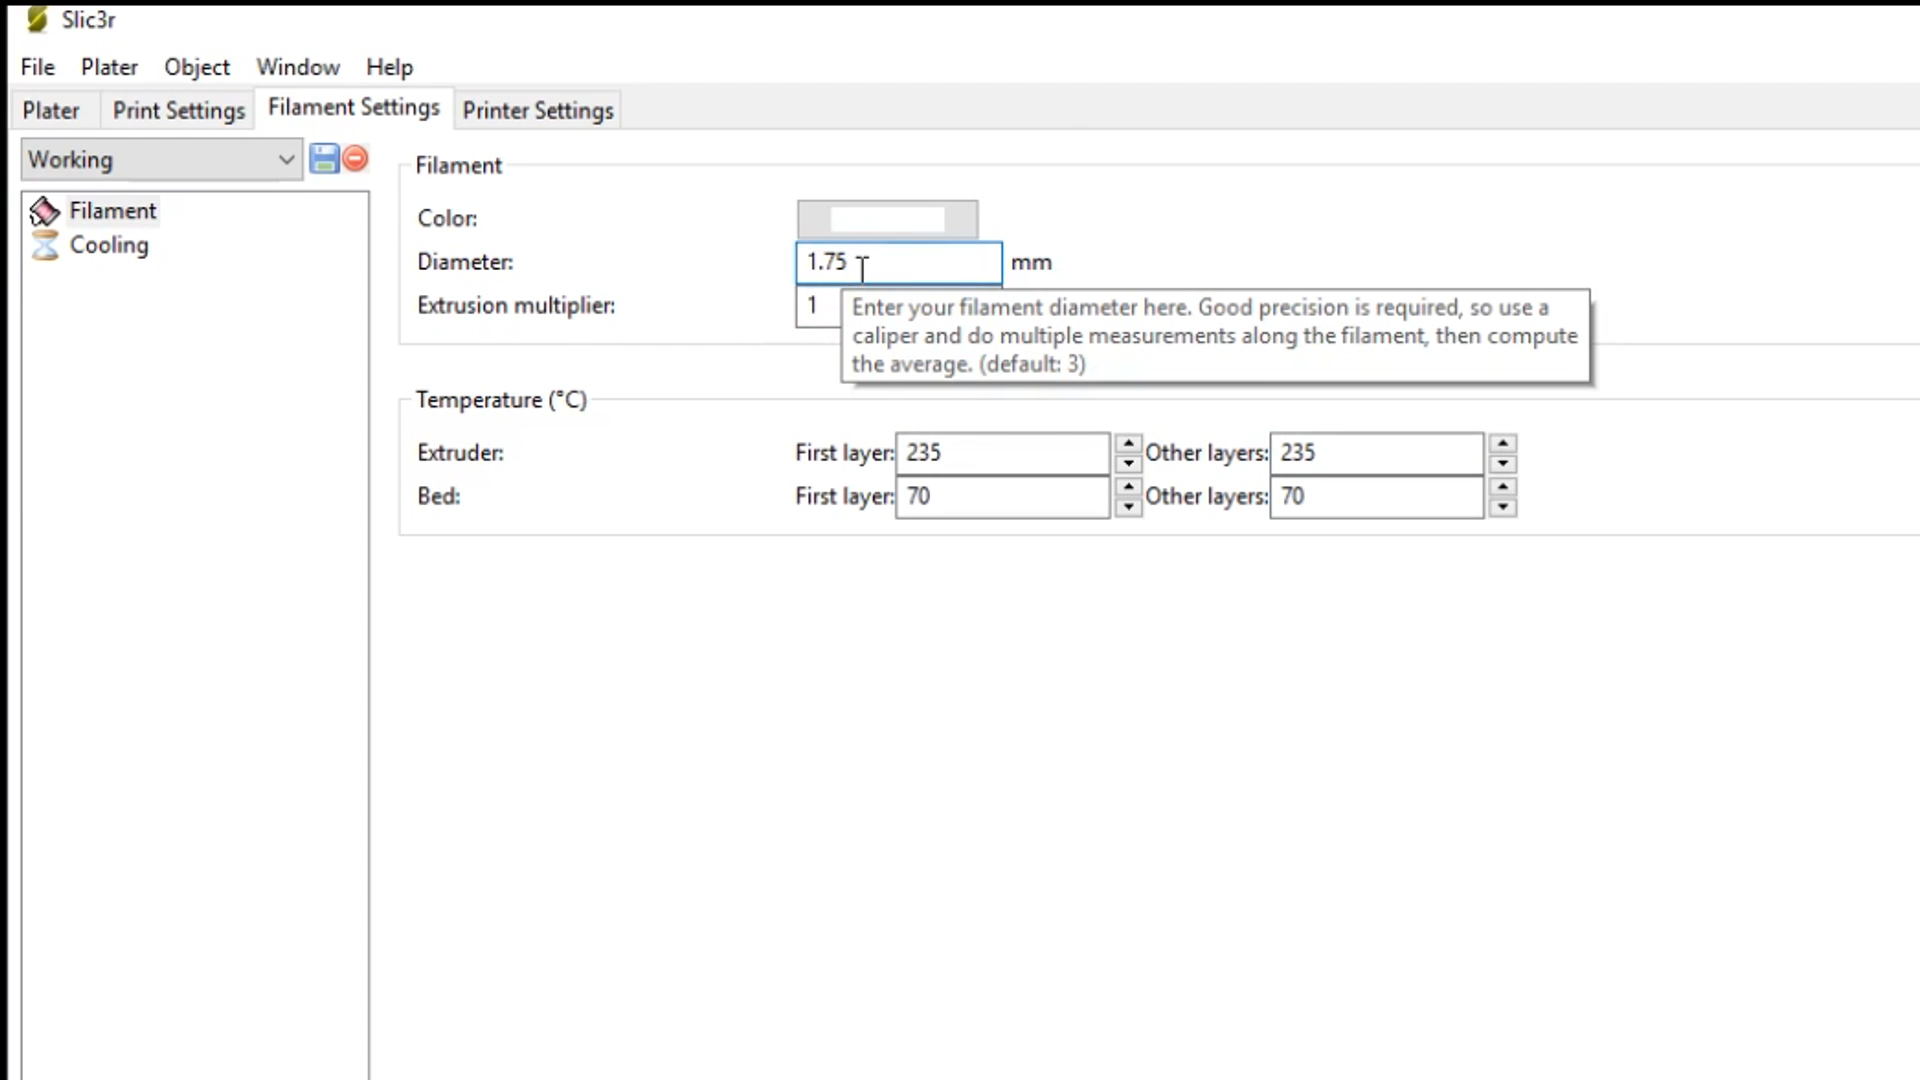 Slic3r
File Plater Object Window Help
Plater Print Settings Filament Settings Printer Settings
Working
Filament
Cooling
Filament
Color:
Diameter: 1.75 mm
Extrusion multiplier: 1
Enter your filament diameter here. Good precision is required, so use a
caliper and do multiple measurements along the filament, then compute
the average. (default: 3)
Temperature (°C)
Extruder: First layer: 235 Other layers: 235
Bed: First layer: 70 Other layers: 70